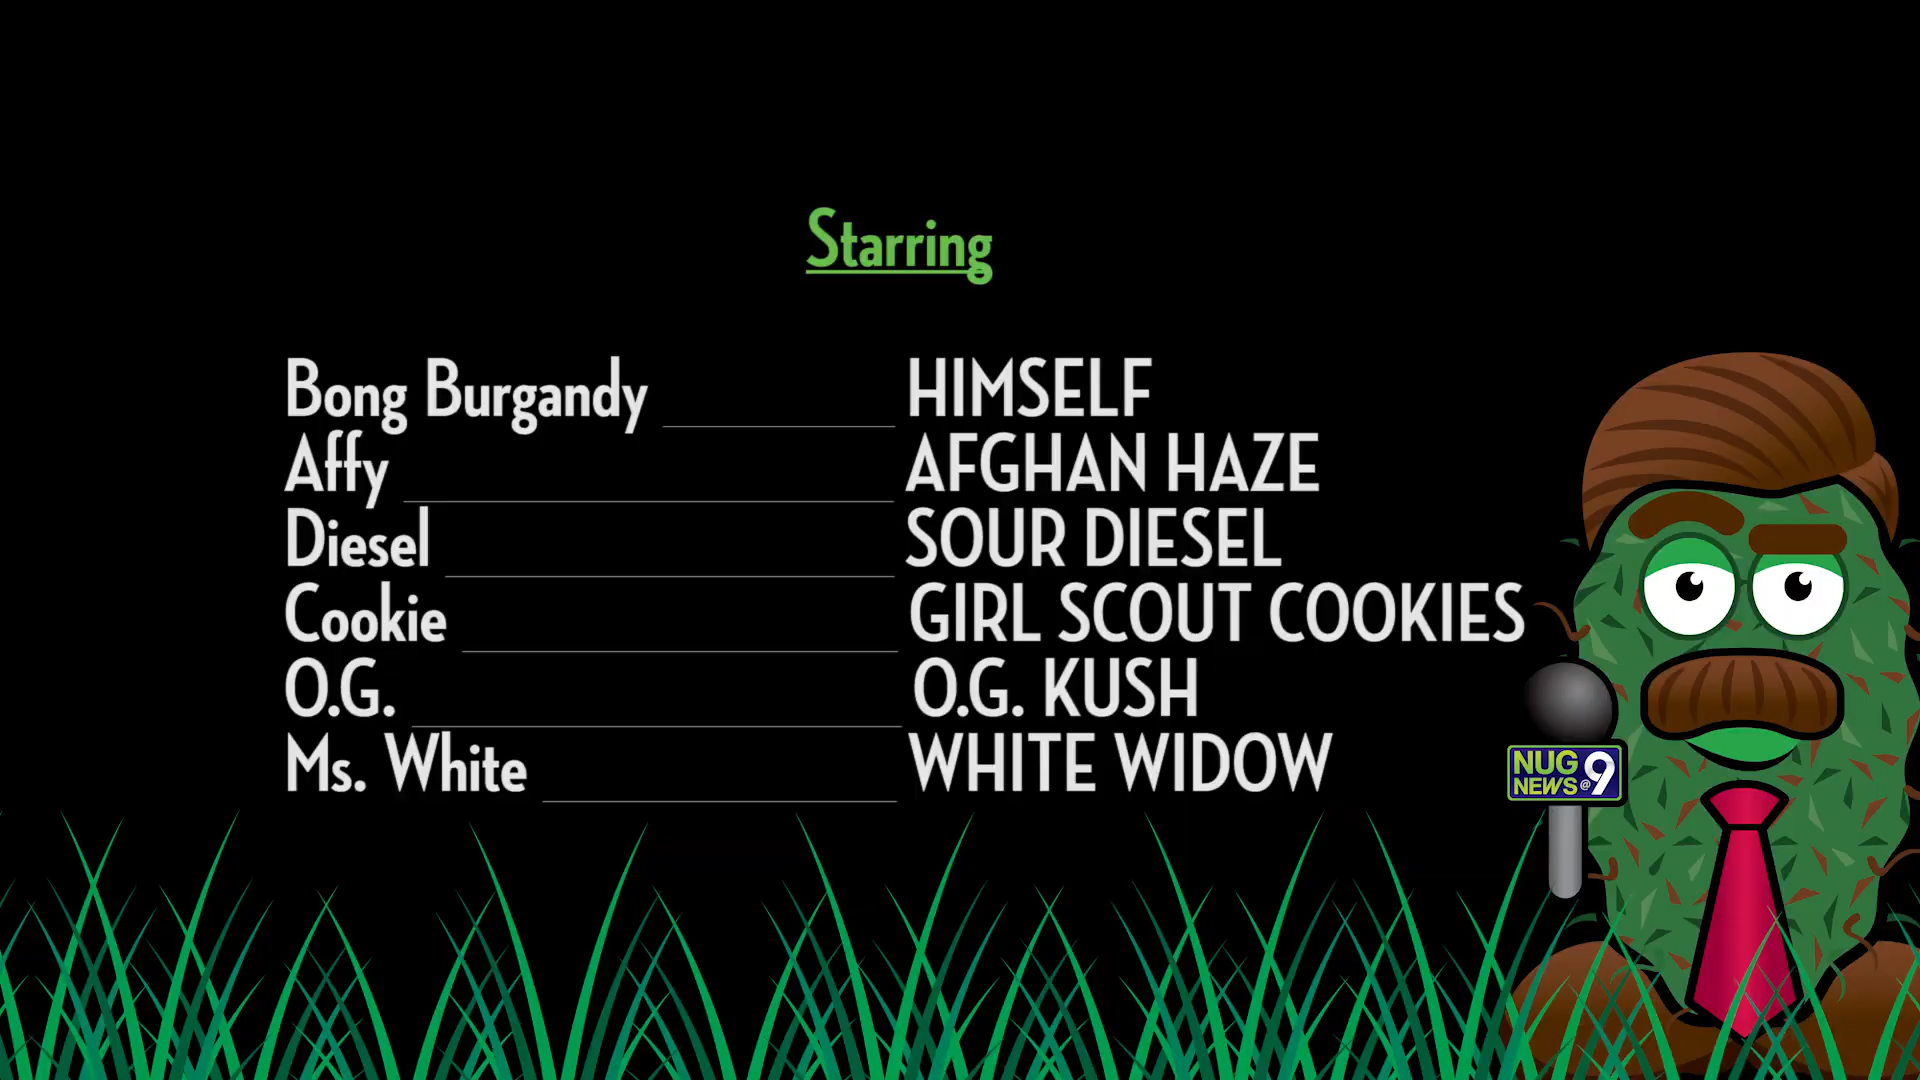 Starring
Bong Burgandy HIMSELF
Affy AFGHAN HAZE
Diesel SOUR DIESEL
Cookie GIRL SCOUT COOKIES
O.G. O.G. KUSH
Ms. White WHITE WIDOW
NUG
NEWS@9